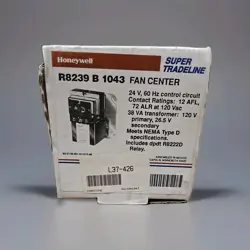 Honeywell
SUPER
TRADELINE
R8239 B 1043 FAN CENTER
24 V, 60 Hz control circuit
Contact Ratings: 12 AFL,
72 ALR at 120 Vac
38 VA transformer: 120 V
primary, 26.5 V
secondary
Meets NEMA Type D
specifications.
Includes dpdt R8222D
Relay.
L37-426